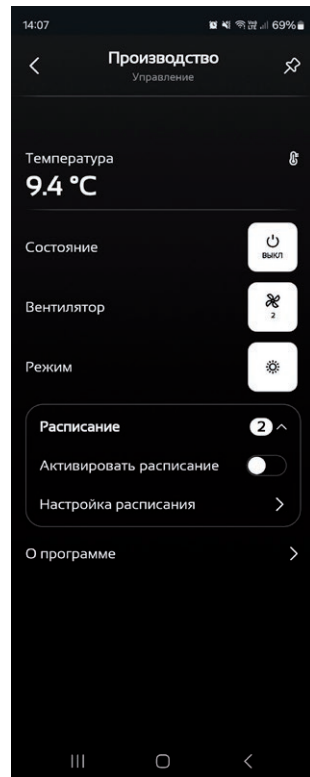 14:07
69%
Производство
Управление
Температура
9.4 °C
Состояние
ВЫКЛ
Вентилятор
2
Режим
Расписание
2
Активировать расписание
Настройка расписания
О программе